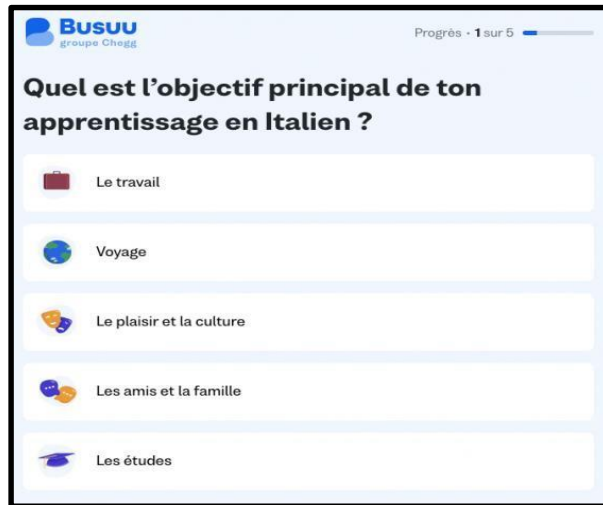 Busuu
groupe Chegg
Progrès · 1 sur 5
Quel est l’objectif principal de ton
apprentissage en Italien ?
Le travail
Voyage
Le plaisir et la culture
Les amis et la famille
Les études